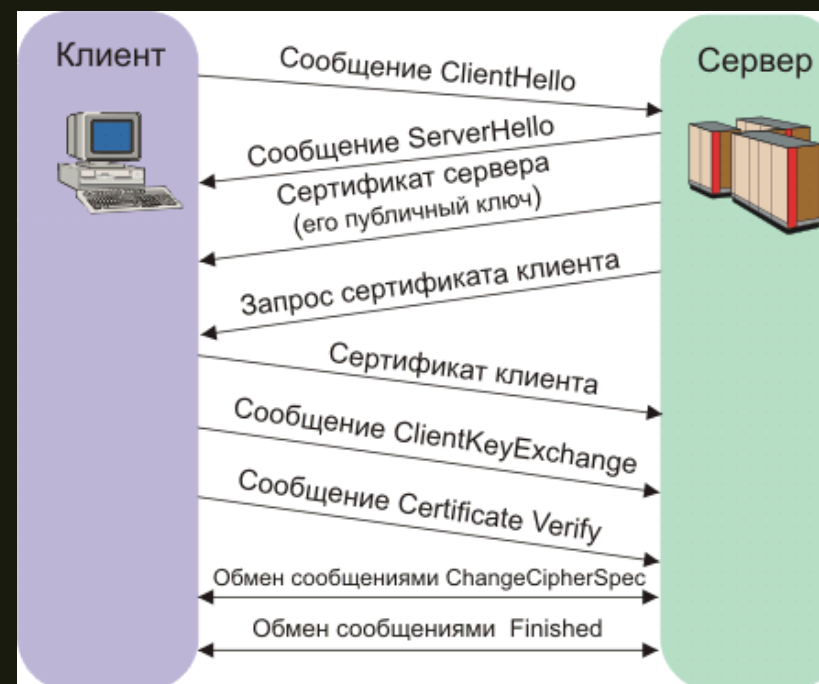 Клиент
Сервер
Сообщение ClientHello
Сообщение ServerHello
Сертификат сервера
(его публичный ключ)
Запрос сертификата клиента
Сертификат клиента
Сообщение ClientKeyExchange
Сообщение Certificate Verify
Обмен сообщениями ChangeCipherSpec
Обмен сообщениями Finished